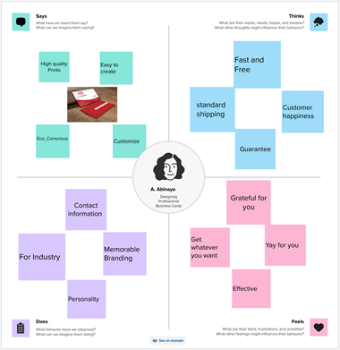 Says
What have we heard them say?
What can we imagine them saying?
Thinks
What are their wants, needs, hopes, and dreams?
What other thoughts might influence their behavior?
High quality
Prints
Easy to
create
Eco_Conscious
Customize
Fast and
Free
standard
shipping
Customer
happiness
Guarantee
A. Abinaya
Designing
Professional
Business Cards
Contact
information
For Industry
Memorable
Branding
Personality
Grateful for
you
Get
whatever
you want
Yay for you
Effective
Does
What behavior have we observed?
What can we imagine them doing?
See an example
Feels
What are their fears, frustrations, and anxieties?
What other feelings might influence their behavior?